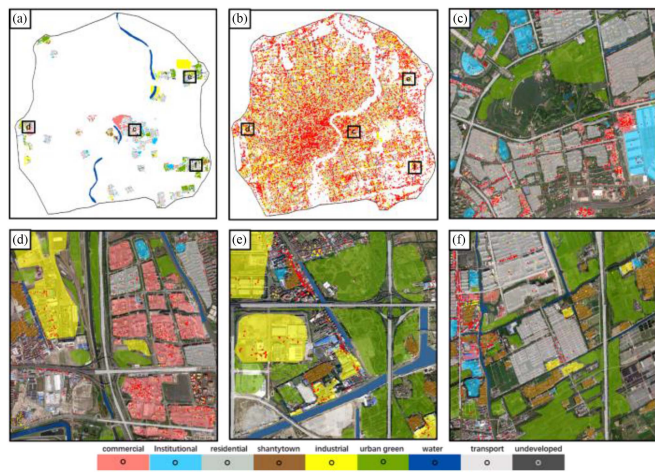 (a)
(b)
(c)
e
e
d
c
d
c
f
f
(d)
(e)
(f)
commercial Institutional residential shantytown industrial urban green water transport undeveloped